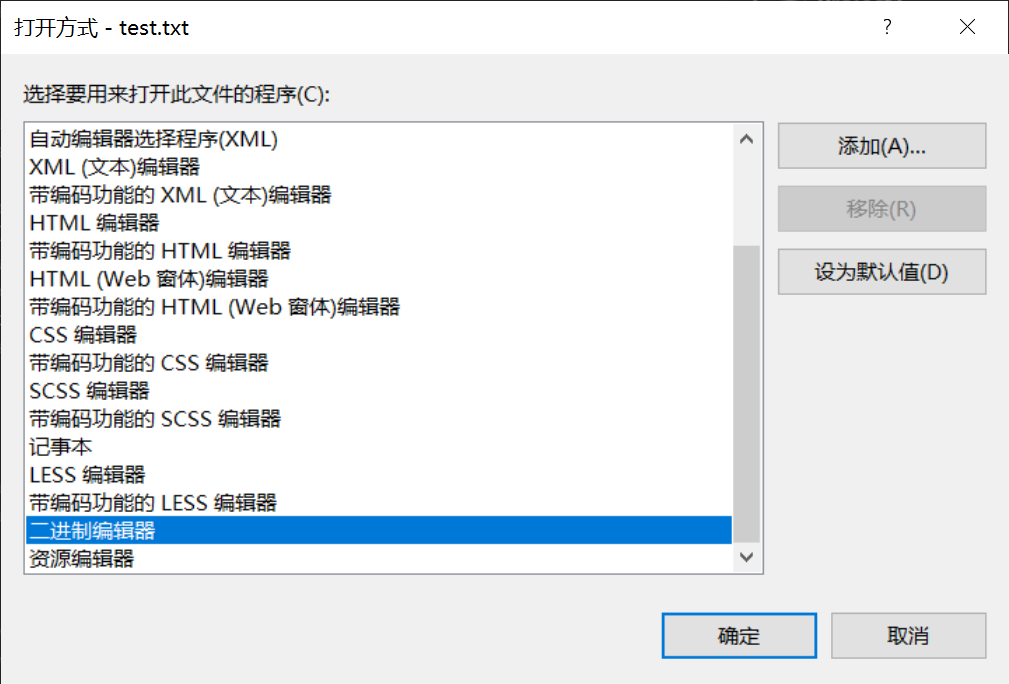 打开方式 - test.txt
?
选择要用来打开此文件的程序(C):
自动编辑器选择程序(XML)
XML (文本)编辑器
带编码功能的 XML (文本)编辑器
HTML 编辑器
带编码功能的 HTML 编辑器
HTML (Web 窗体)编辑器
带编码功能的 HTML (Web 窗体)编辑器
CSS 编辑器
带编码功能的 CSS 编辑器
SCSS 编辑器
带编码功能的 SCSS 编辑器
记事本
LESS 编辑器
带编码功能的 LESS 编辑器
二进制编辑器
资源编辑器
添加(A)...
移除(R)
设为默认值(D)
确定
取消